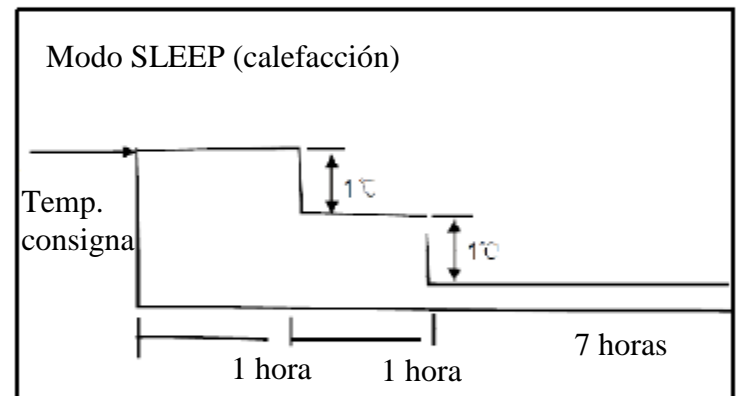 Modo SLEEP (calefacción)
1℃
Temp.
consigna
1℃
7 horas
1 hora
1 hora